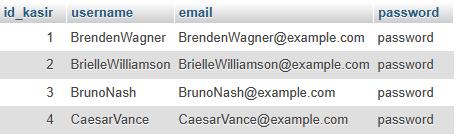 id_kasir username email password
1 BrendenWagner BrendenWagner@example.com password
2 BrielleWilliamson BrielleWilliamson@example.com password
3 BrunoNash BrunoNash@example.com password
4 CaesarVance CaesarVance@example.com password